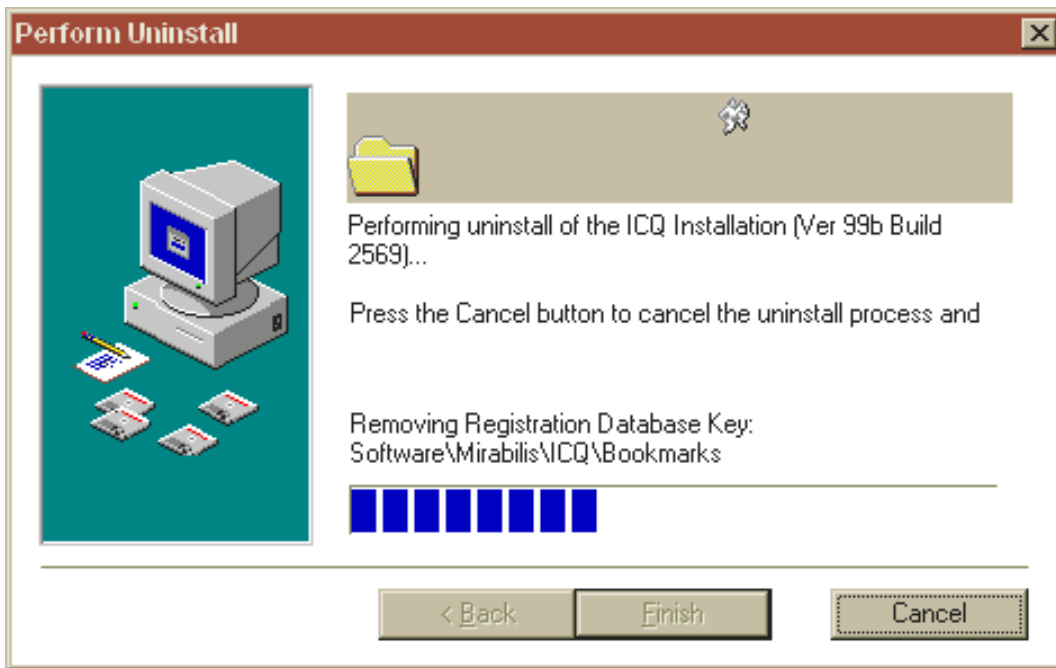 Perform Uninstall
Performing uninstall of the ICQ Installation (Ver 99b Build
2569)...
Press the Cancel button to cancel the uninstall process and
Removing Registration Database Key:
Software\Mirabilis\ICQ\Bookmarks
< Back
Finish
Cancel